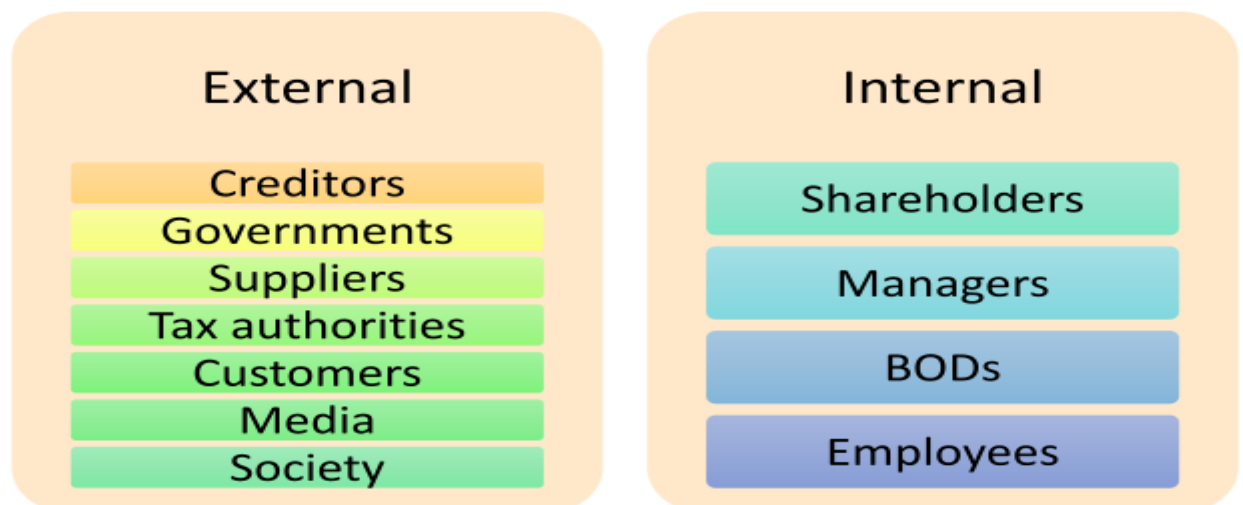 External
Creditors
Governments
Suppliers
Tax authorities
Customers
Media
Society
Internal
Shareholders
Managers
BODs
Employees